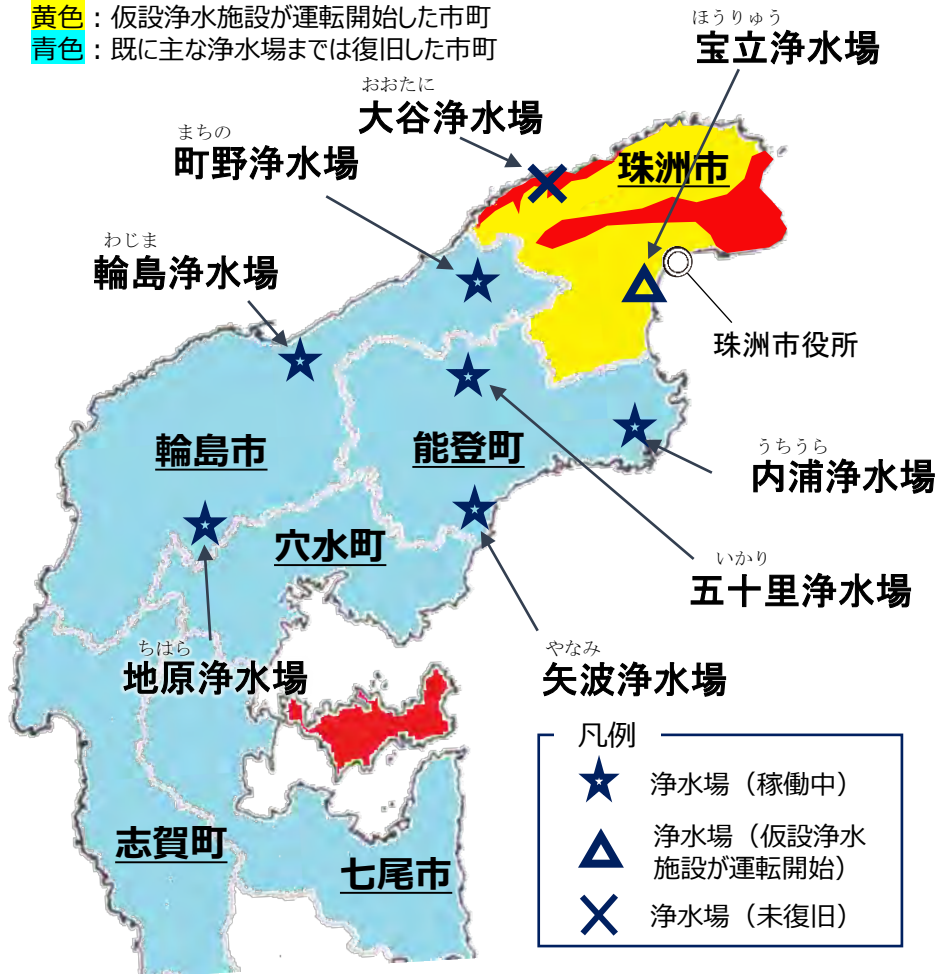 黄色：仮設浄水施設が運転開始した市町
青色：既に主な浄水場までは復旧した市町
ほうりゅう
宝立浄水場
おおたに
大谷浄水場
まちの
町野浄水場
珠洲市
わじま
輪島浄水場
珠洲市役所
輪島市
能登町
うちうら
内浦浄水場
穴水町
いかり
五十里浄水場
ちはら
地原浄水場
やなみ
矢波浄水場
凡例
浄水場（稼働中）
浄水場（仮設浄水
施設が運転開始）
浄水場（未復旧）
志賀町
七尾市